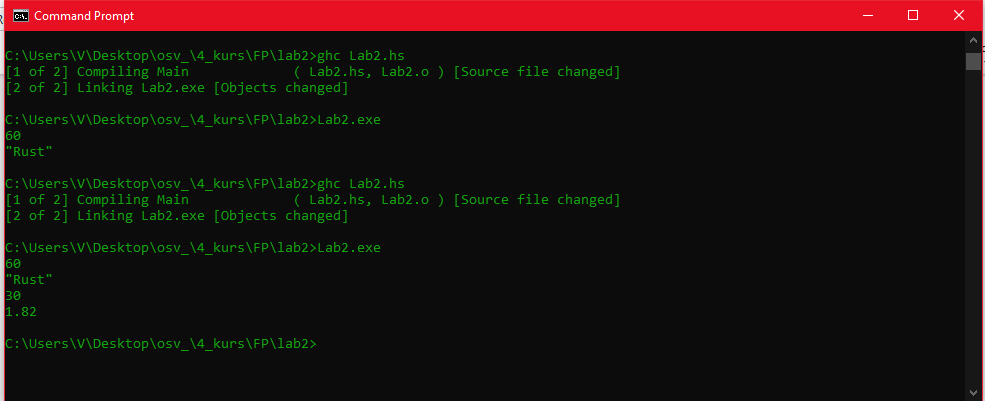 Command Prompt
C:\Users\V\Desktop\osv_\4_kurs\FP\lab2>ghc Lab2.hs
[1 of 2] Compiling Main             ( Lab2.hs, Lab2.o ) [Source file changed]
[2 of 2] Linking Lab2.exe [Objects changed]
C:\Users\V\Desktop\osv_\4_kurs\FP\lab2>Lab2.exe
60
"Rust"
C:\Users\V\Desktop\osv_\4_kurs\FP\lab2>ghc Lab2.hs
[1 of 2] Compiling Main             ( Lab2.hs, Lab2.o ) [Source file changed]
[2 of 2] Linking Lab2.exe [Objects changed]
C:\Users\V\Desktop\osv_\4_kurs\FP\lab2>Lab2.exe
60
"Rust"
30
1.82
C:\Users\V\Desktop\osv_\4_kurs\FP\lab2>